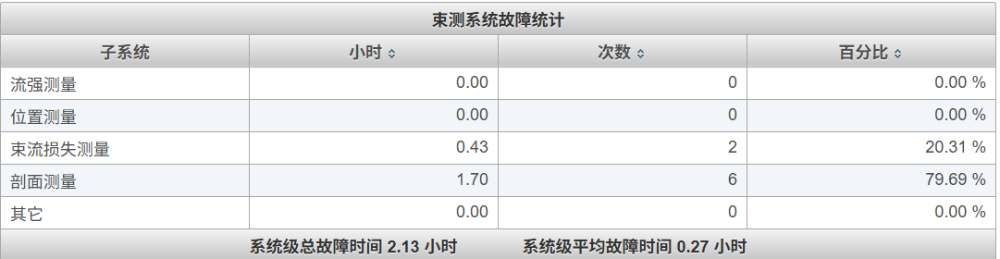 束测系统故障统计
子系统 小时 次数 百分比
流强测量 0.00 0 0.00 %
位置测量 0.00 0 0.00 %
束流损失测量 0.43 2 20.31 %
剖面测量 1.70 6 79.69 %
其它 0.00 0 0.00 %
系统级总故障时间 2.13 小时 系统级平均故障时间 0.27 小时